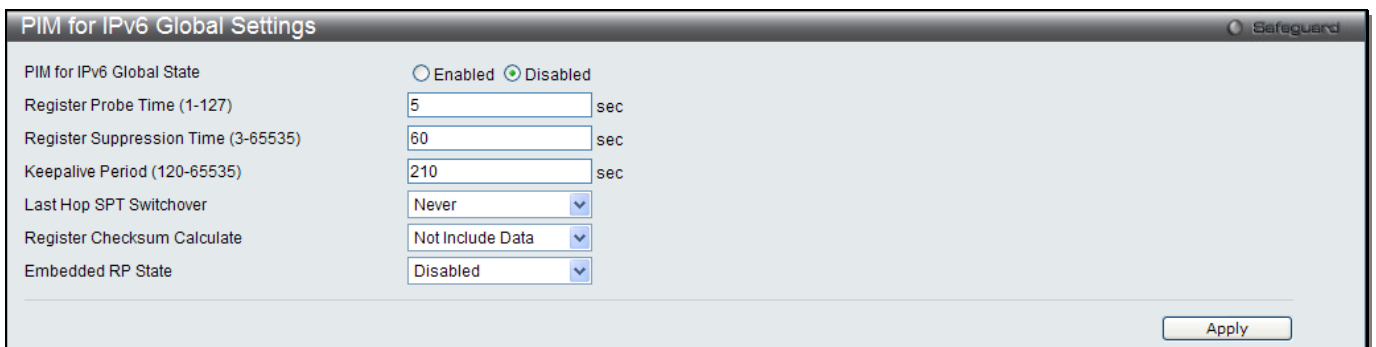 PIM for IPv6 Global Settings Safeguard
PIM for IPv6 Global State Enabled Disabled
Register Probe Time (1-127) 5 sec
Register Suppression Time (3-65535) 60 sec
Keepalive Period (120-65535) 210 sec
Last Hop SPT Switchover Never
Register Checksum Calculate Not Include Data
Embedded RP State Disabled
Apply